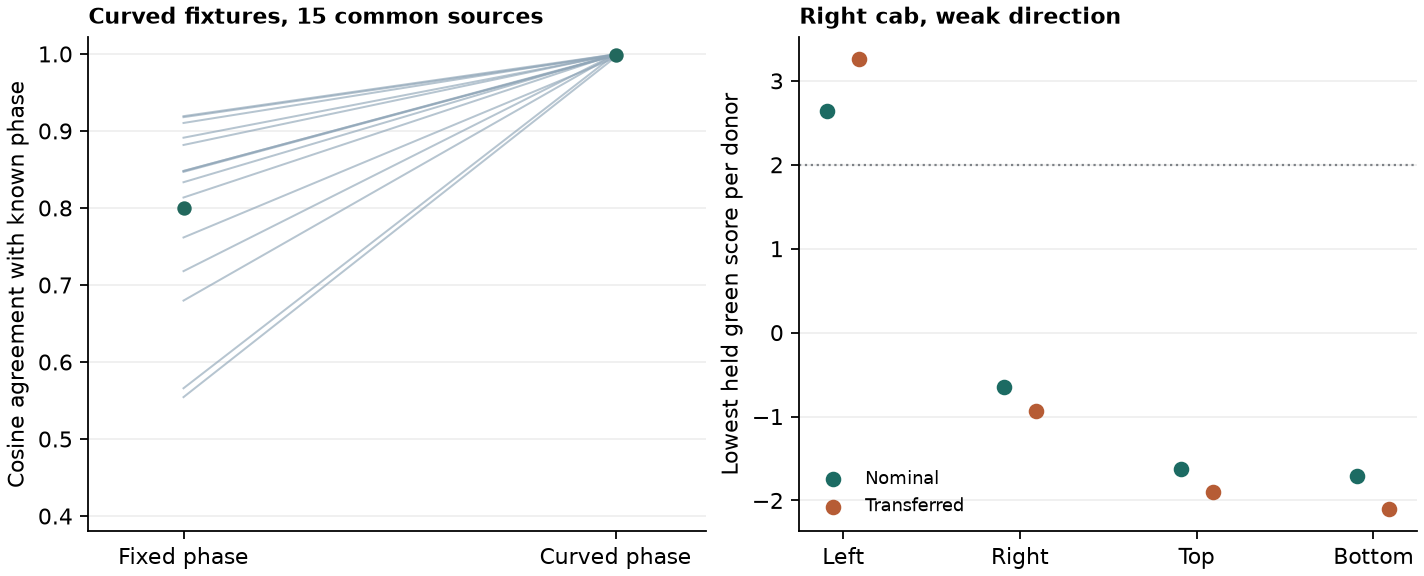 Curved fixtures, 15 common sources
Cosine agreement with known phase
1.0
0.9
0.8
0.7
0.6
0.5
0.4
Fixed phase
Curved phase
Right cab, weak direction
Lowest held green score per donor
3
2
1
0
−1
−2
Nominal
Transferred
Left
Right
Top
Bottom